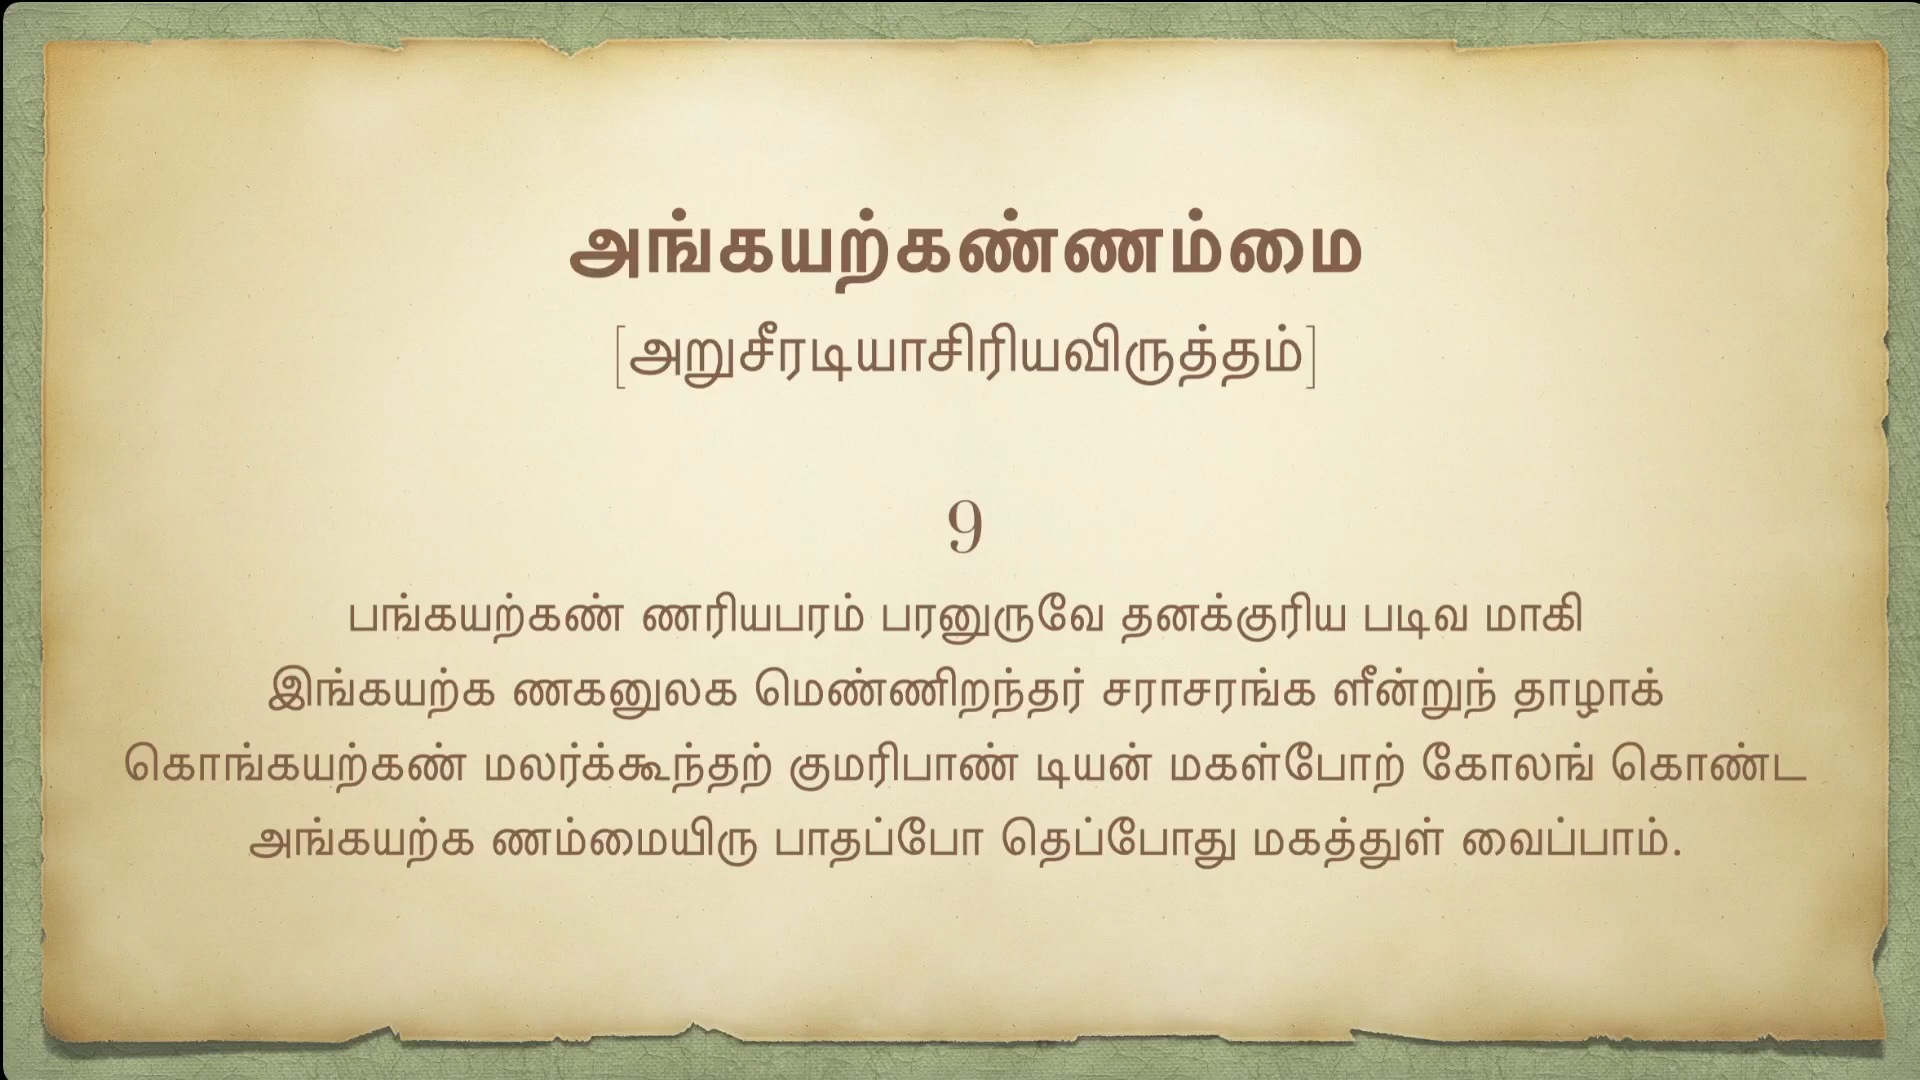 அங்கயற்கண்ணம்மை
[அறுசீரடியாசிரியவிருத்தம்]
9
பங்கயற்கண் ணரியபரம் பரனுருவே தனக்குரிய படிவ மாகி
இங்கயற்க ணகனுலக மெண்ணிறந்தர் சராசரங்க ளீன்றுந் தாழாக்
கொங்கயற்கண் மலர்க்கூந்தற் குமரிபாண் டியன் மகள்போற் கோலங் கொண்ட
அங்கயற்க ணம்மையிரு பாதப்போ தெப்போது மகத்துள் வைப்பாம்.